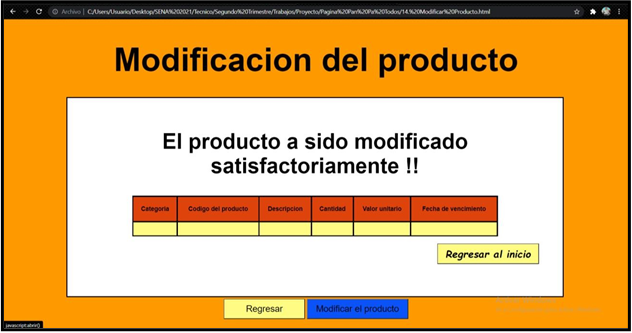 Archivo | C:/Users/Usuario/Desktop/SENA%202021/Tecnico/Segundo%20Trimestre/Trabajos/Proyecto/Pagina%20Pan%20Pa%20Todos/14.%20Modificar%20Producto.html
Modificacion del producto
El producto a sido modificado
satisfactoriamente !!
Categoria Codigo del producto Descripcion Cantidad Valor unitario Fecha de vencimiento
Regresar al inicio
Regresar Modificar el producto
javascript:abrir()